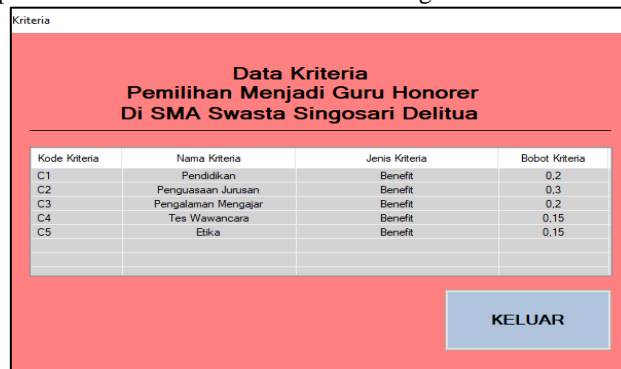 Kriteria
Data Kriteria
Pemilihan Menjadi Guru Honorer
Di SMA Swasta Singosari Delitua
Kode Kriteria Nama Kriteria Jenis Kriteria Bobot Kriteria
C1 Pendidikan Benefit 0,2
C2 Penguasaan Jurusan Benefit 0,3
C3 Pengalaman Mengajar Benefit 0,2
C4 Tes Wawancara Benefit 0,15
C5 Etika Benefit 0,15
KELUAR